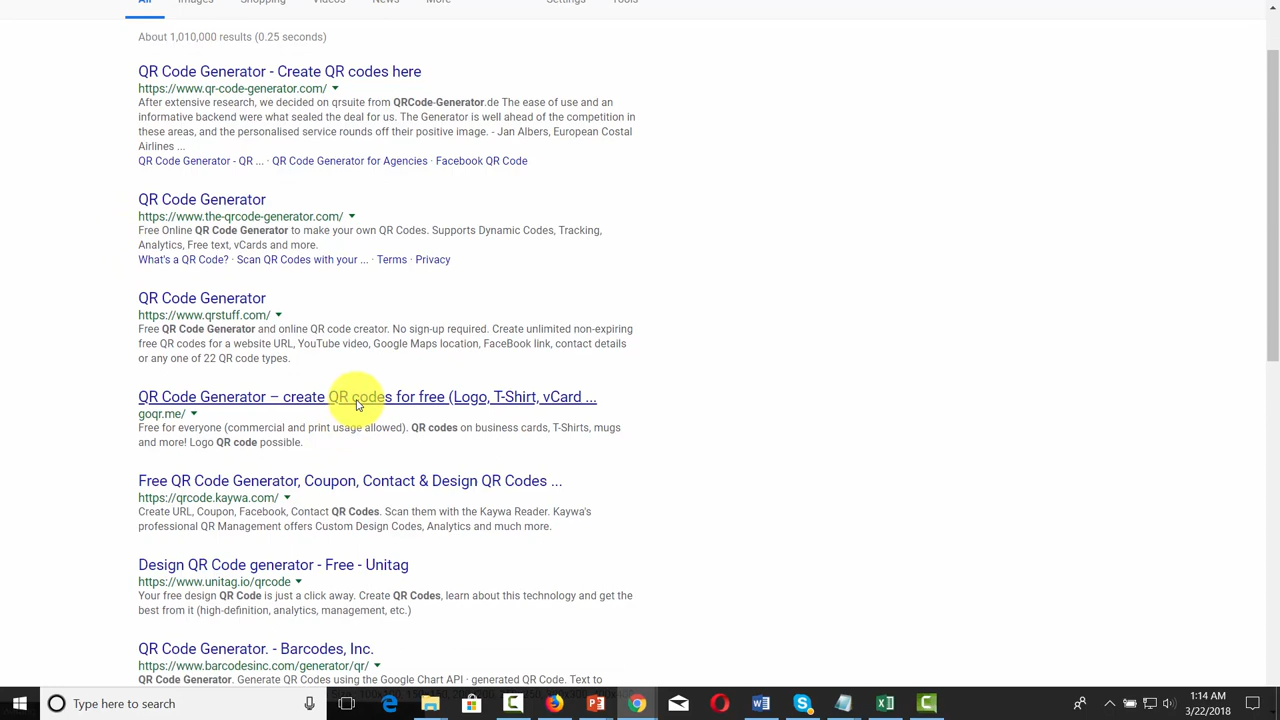 All Images Shopping Videos News More Settings Tools
About 1,010,000 results (0.25 seconds)
QR Code Generator - Create QR codes here
https://www.qr-code-generator.com/
After extensive research, we decided on qrsuite from QRCode-Generator.de The ease of use and an
informative backend were what sealed the deal for us. The Generator is well ahead of the competition in
these areas, and the personalised service rounds off their positive image. - Jan Albers, European Costal
Airlines ...
QR Code Generator - QR ... · QR Code Generator for Agencies · Facebook QR Code
QR Code Generator
https://www.the-qrcode-generator.com/
Free Online QR Code Generator to make your own QR Codes. Supports Dynamic Codes, Tracking,
Analytics, Free text, vCards and more.
What's a QR Code? · Scan QR Codes with your ... · Terms · Privacy
QR Code Generator
https://www.qrstuff.com/
Free QR Code Generator and online QR code creator. No sign-up required. Create unlimited non-expiring
free QR codes for a website URL, YouTube video, Google Maps location, FaceBook link, contact details
or any one of 22 QR code types.
QR Code Generator – create QR codes for free (Logo, T-Shirt, vCard ...
goqr.me/
Free for everyone (commercial and print usage allowed). QR codes on business cards, T-Shirts, mugs
and more! Logo QR code possible.
Free QR Code Generator, Coupon, Contact & Design QR Codes ...
https://qrcode.kaywa.com/
Create URL, Coupon, Facebook, Contact QR Codes. Scan them with the Kaywa Reader. Kaywa's
professional QR Management offers Custom Design Codes, Analytics and much more.
Design QR Code generator - Free - Unitag
https://www.unitag.io/qrcode
Your free design QR Code is just a click away. Create QR Codes, learn about this technology and get the
best from it (high-definition, analytics, management, etc.)
QR Code Generator. - Barcodes, Inc.
https://www.barcodesinc.com/generator/qr/
QR Code Generator. Generate QR Codes using the Google Chart API · generated QR Code. Text to
Type here to search
1:14 AM
3/22/2018